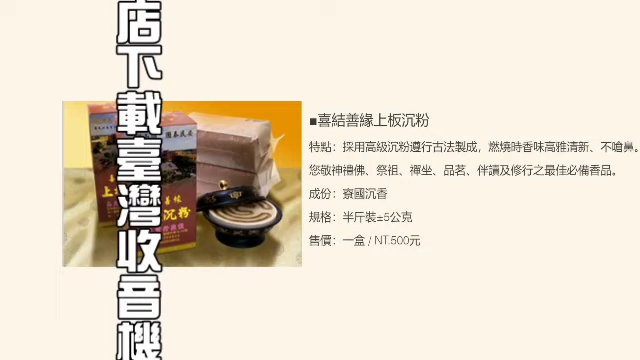 店下載臺灣收音機
■喜結善緣上板沉粉
特點：採用高級沉粉遵行古法製成，燃燒時香味高雅清新、不嗆鼻。
您敬神禮佛、祭祖、禪坐、品茗、伴讀及修行之最佳必備香品。
成份：寮國沉香
規格：半斤裝±5公克
售價：一盒 / NT.500元